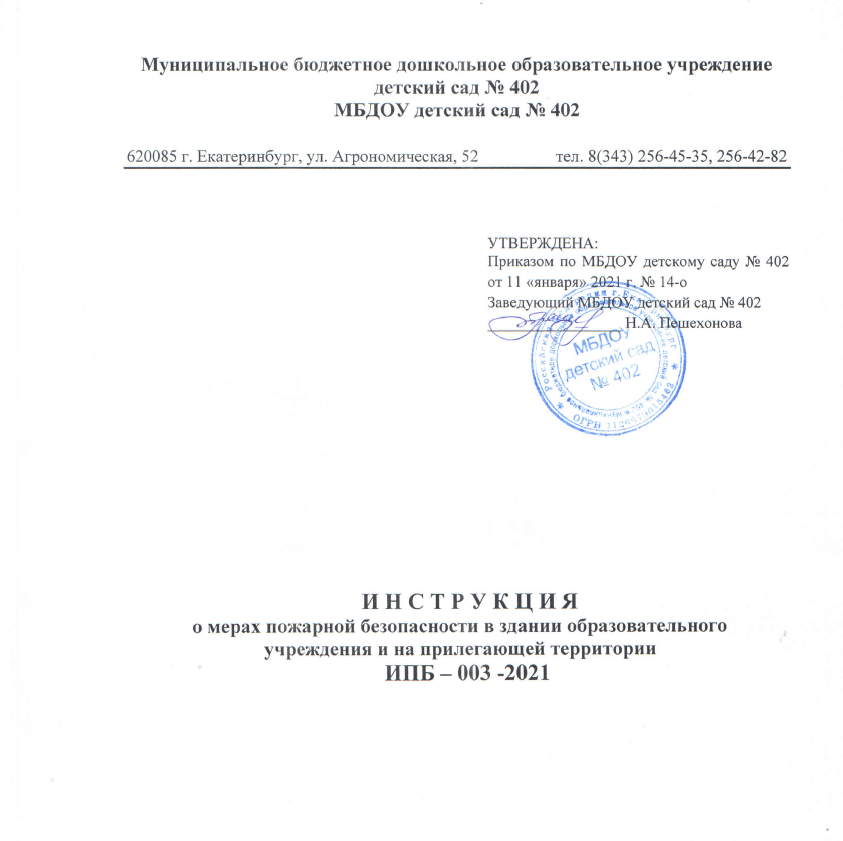 Муниципальное бюджетное дошкольное образовательное учреждение
детский сад № 402
МБДОУ детский сад № 402
620085 г. Екатеринбург, ул. Агрономическая, 52 тел. 8(343) 256-45-35, 256-42-82
УТВЕРЖДЕНА:
Приказом по МБДОУ детскому саду № 402
от 11 «января» 2021 г. № 14-о
Заведующий МБДОУ детский сад № 402
Н.А. Пешехонова
МБДОУ
детский сад
№ 402
И Н С Т Р У К Ц И Я
о мерах пожарной безопасности в здании образовательного
учреждения и на прилегающей территории
ИПБ – 003 -2021